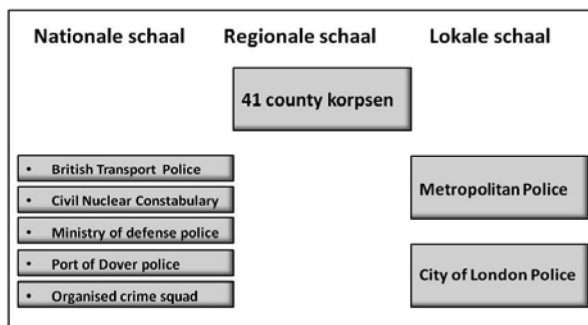 Nationale schaal Regionale schaal Lokale schaal
41 county korpsen
• British Transport Police
• Civil Nuclear Constabulary
• Ministry of defense police
• Port of Dover police
• Organised crime squad
Metropolitan Police
City of London Police